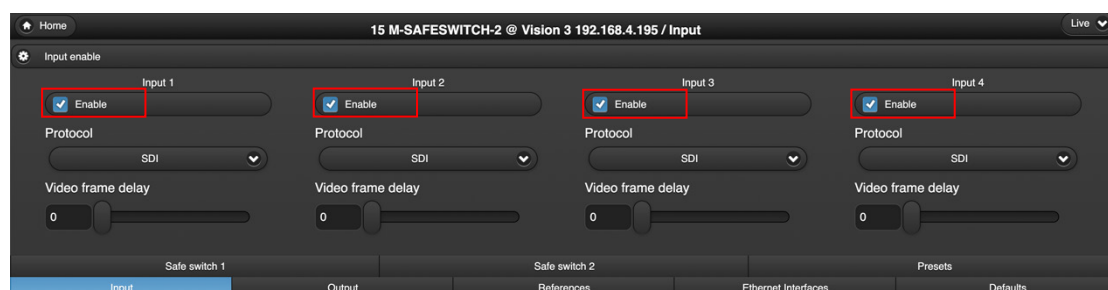 Home
15 M-SAFESWITCH-2 @ Vision 3 192.168.4.195 / Input
Live
Input enable
Input 1 Input 2 Input 3 Input 4
Enable Enable Enable Enable
Protocol Protocol Protocol Protocol
SDI SDI SDI SDI
Video frame delay Video frame delay Video frame delay Video frame delay
0 0 0 0
Safe switch 1 Safe switch 2 Presets
Input Output References Ethernet Interfaces Defaults